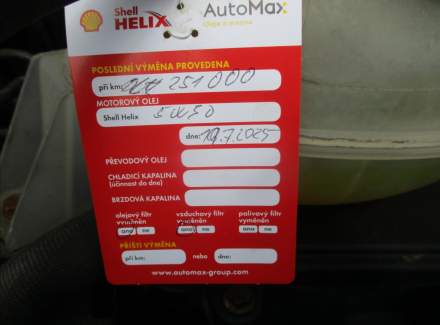 Shell HELIX AutoMax
POSLEDNÍ VÝMĚNA PROVEDENA
při km: 251 000
MOTOROVÝ OLEJ
Shell Helix 5W50
dne: 10.7.2025
PŘEVODOVÝ OLEJ
CHLADICÍ KAPALINA
(účinnost do dne)
BRZDOVÁ KAPALINA
olejový filtr vzduchový filtr palivový filtr
vyměněn vyměněn vyměněn
ano ne ano ne ano ne
PŘÍŠTÍ VÝMĚNA
při km: nebo dne:
www.automax-group.com